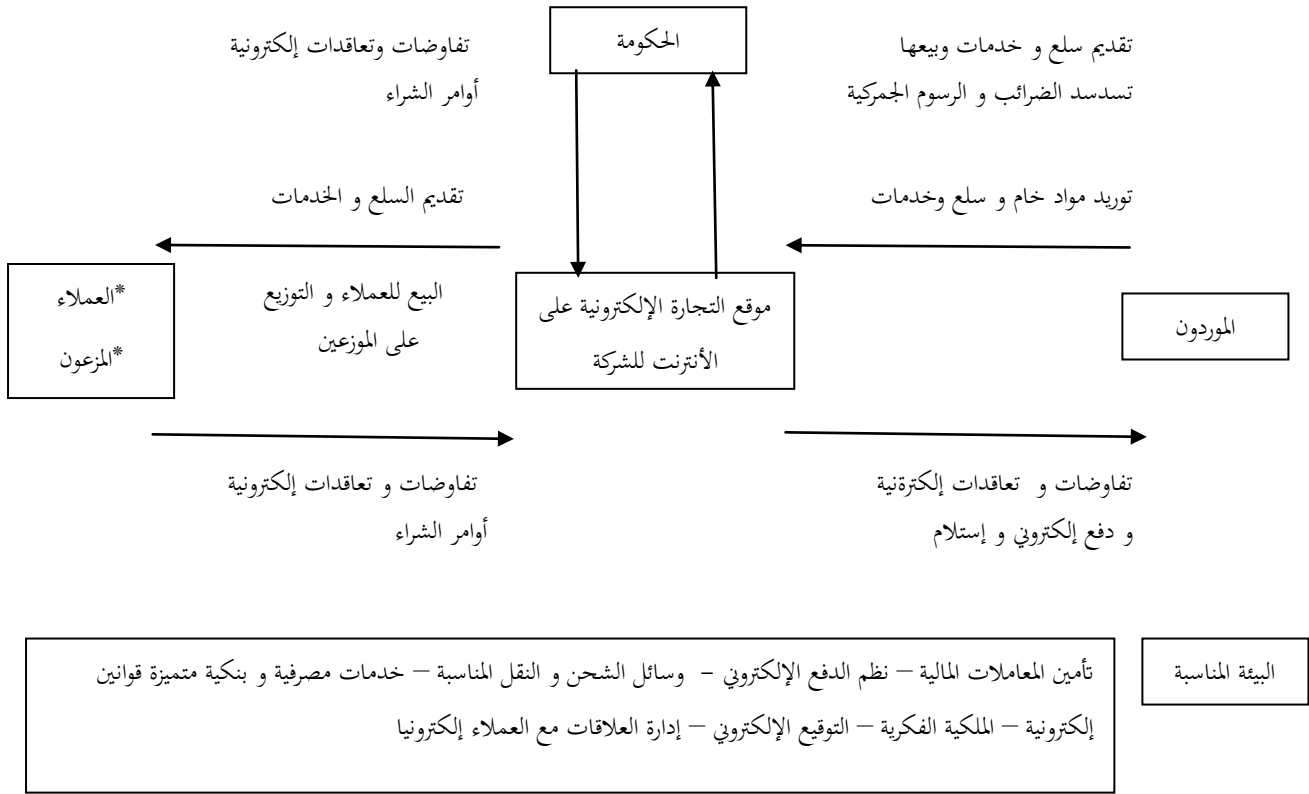 الحكومة
تقديم سلع و خدمات وبيعها
تسدسد الضرائب و الرسوم الجمركية
تفاوضات وتعاقدات إلكترونية
أوامر الشراء
توريد مواد خام و سلع وخدمات
تقديم السلع و الخدمات
الموردون
موقع التجارة الإلكترونية على
الأنترنت للشركة
البيع للعملاء و التوزيع
على الموزعين
*العملاء
*المزعون
تفاوضات و تعاقدات إلكترةنية
و دفع إلكتروني و إستلام
تفاوضات و تعاقدات إلكترونية
أوامر الشراء
البيئة المناسبة
تأمين المعاملات المالية – نظم الدفع الإلكتروني – وسائل الشحن و النقل المناسبة – خدمات مصرفية و بنكية متميزة قوانين
إلكترونية – الملكية الفكرية – التوقيع الإلكتروني – إدارة العلاقات مع العملاء إلكترونيا